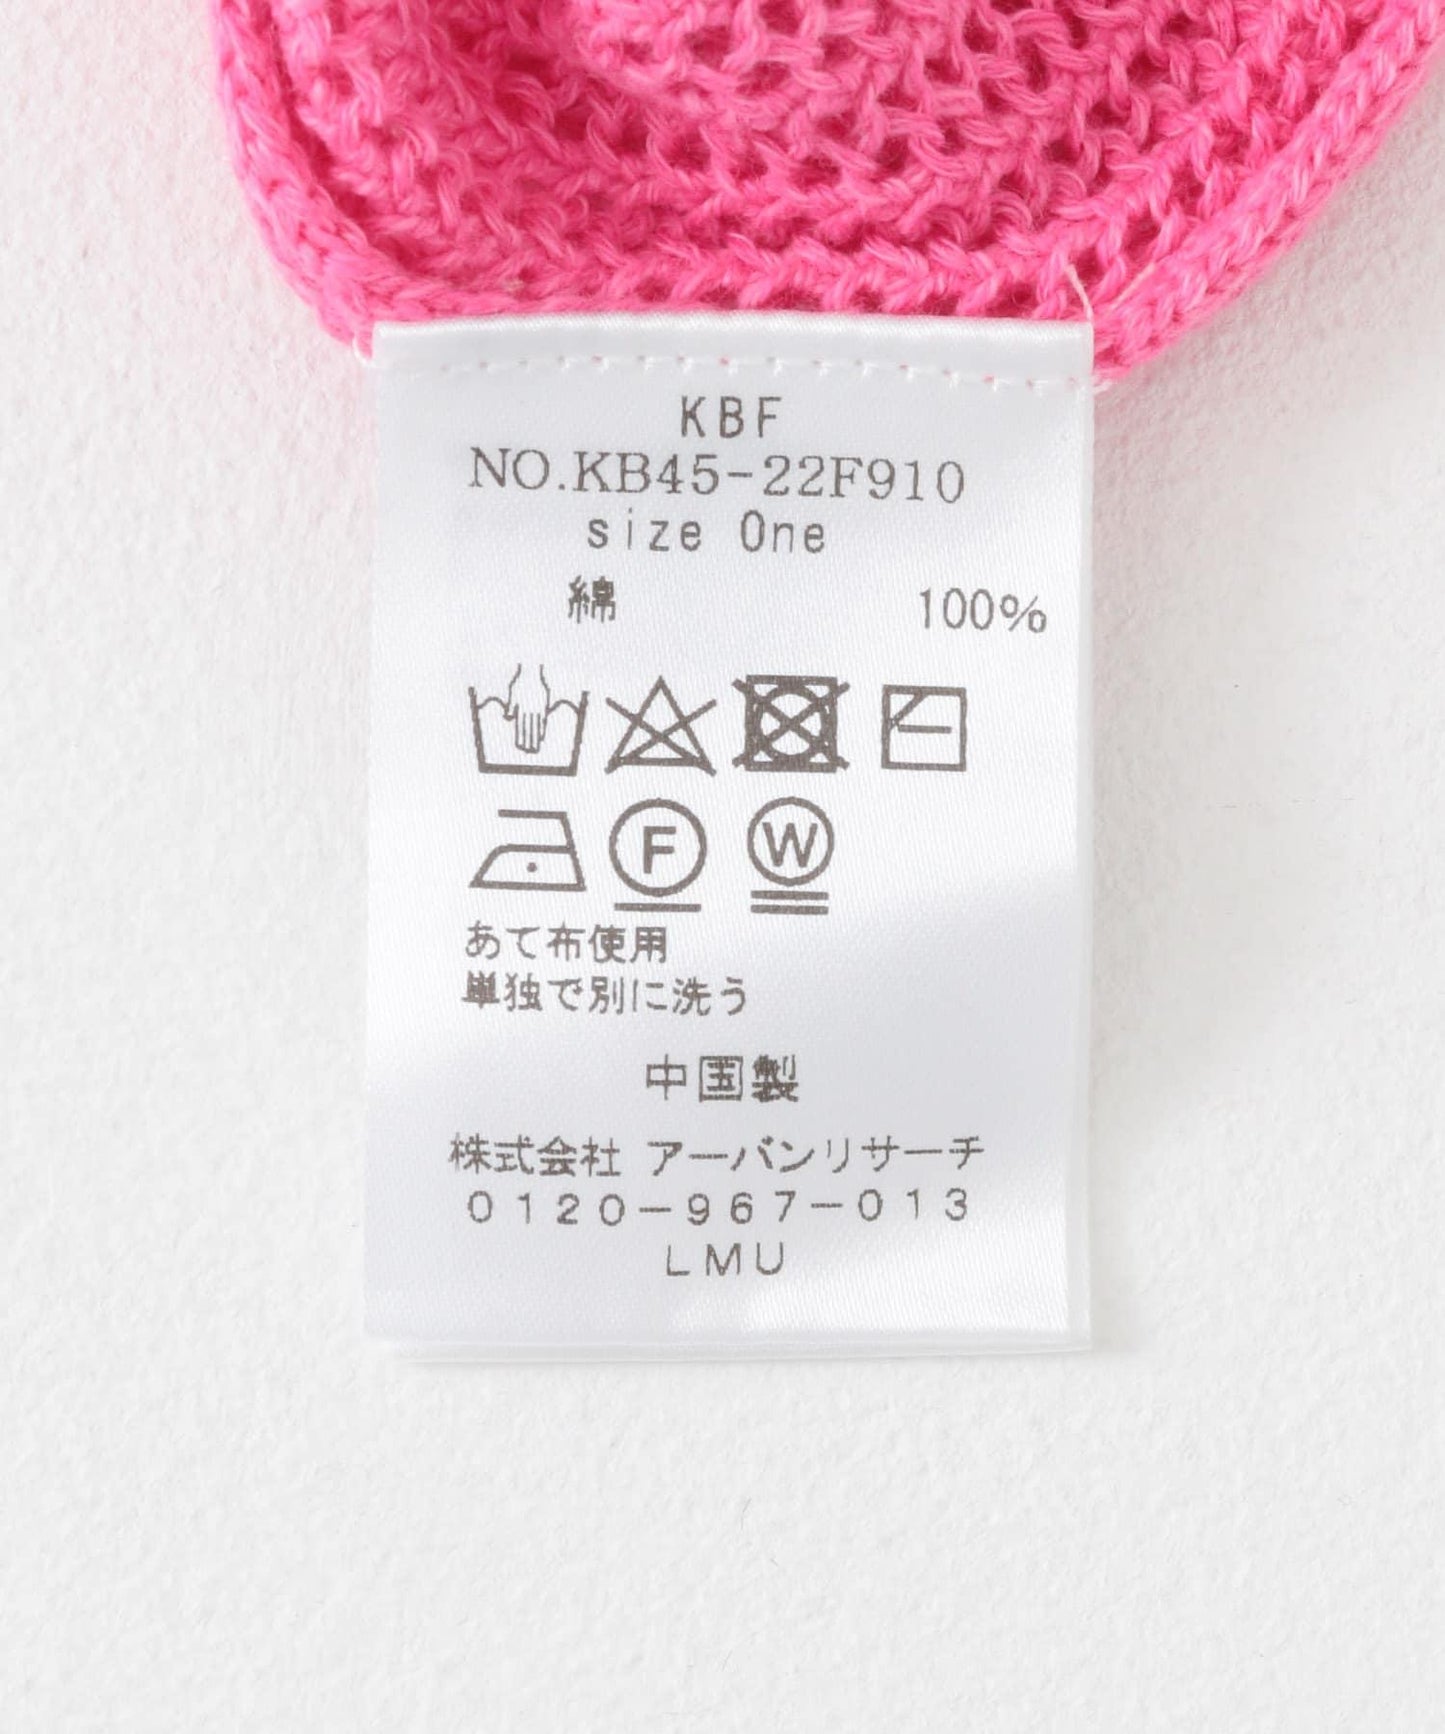 KBF
NO.KB45-22F910
size One
綿 100%
F W
あて布使用
単独で別に洗う
中国製
株式会社 アーバンリサーチ
0120-967-013
LMU